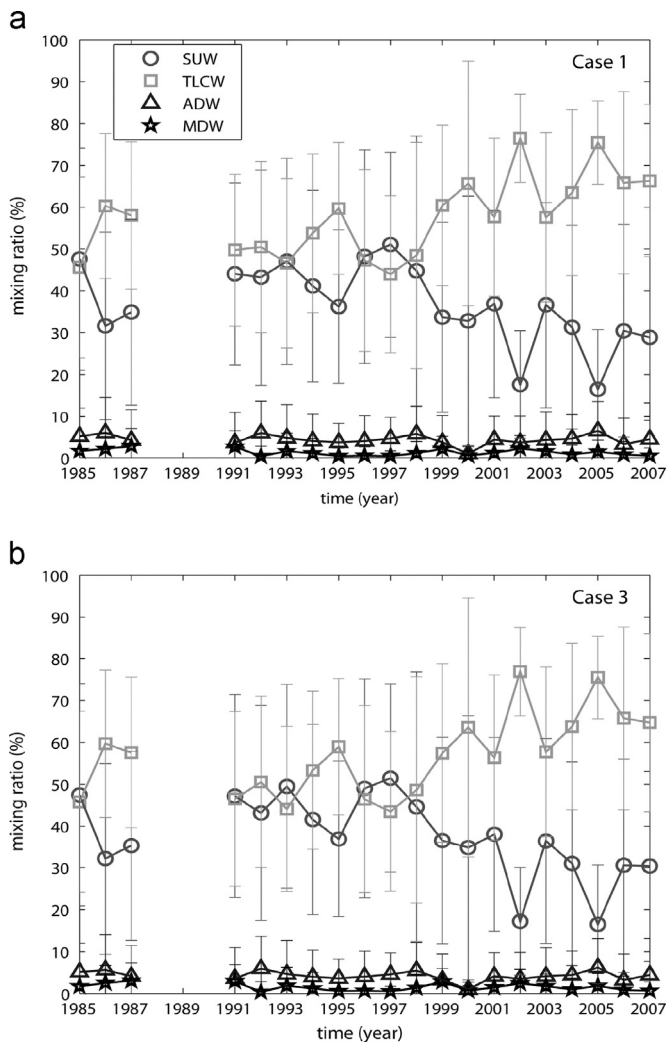 a
100
90
80
70
60
50
40
30
20
10
0
mixing ratio (%)
SUW
TLCW
ADW
MDW
Case 1
1985 1987 1989 1991 1993 1995 1997 1999 2001 2003 2005 2007
time (year)
b
100
90
80
70
60
50
40
30
20
10
0
mixing ratio (%)
Case 3
1985 1987 1989 1991 1993 1995 1997 1999 2001 2003 2005 2007
time (year)